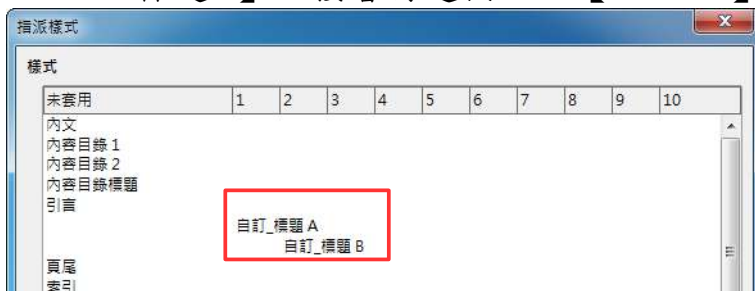 指派樣式
樣式
未套用 1 2 3 4 5 6 7 8 9 10
內文
內容目錄 1
內容目錄 2
內容目錄標題
引言
自訂_標題 A
自訂_標題 B
頁尾
索引